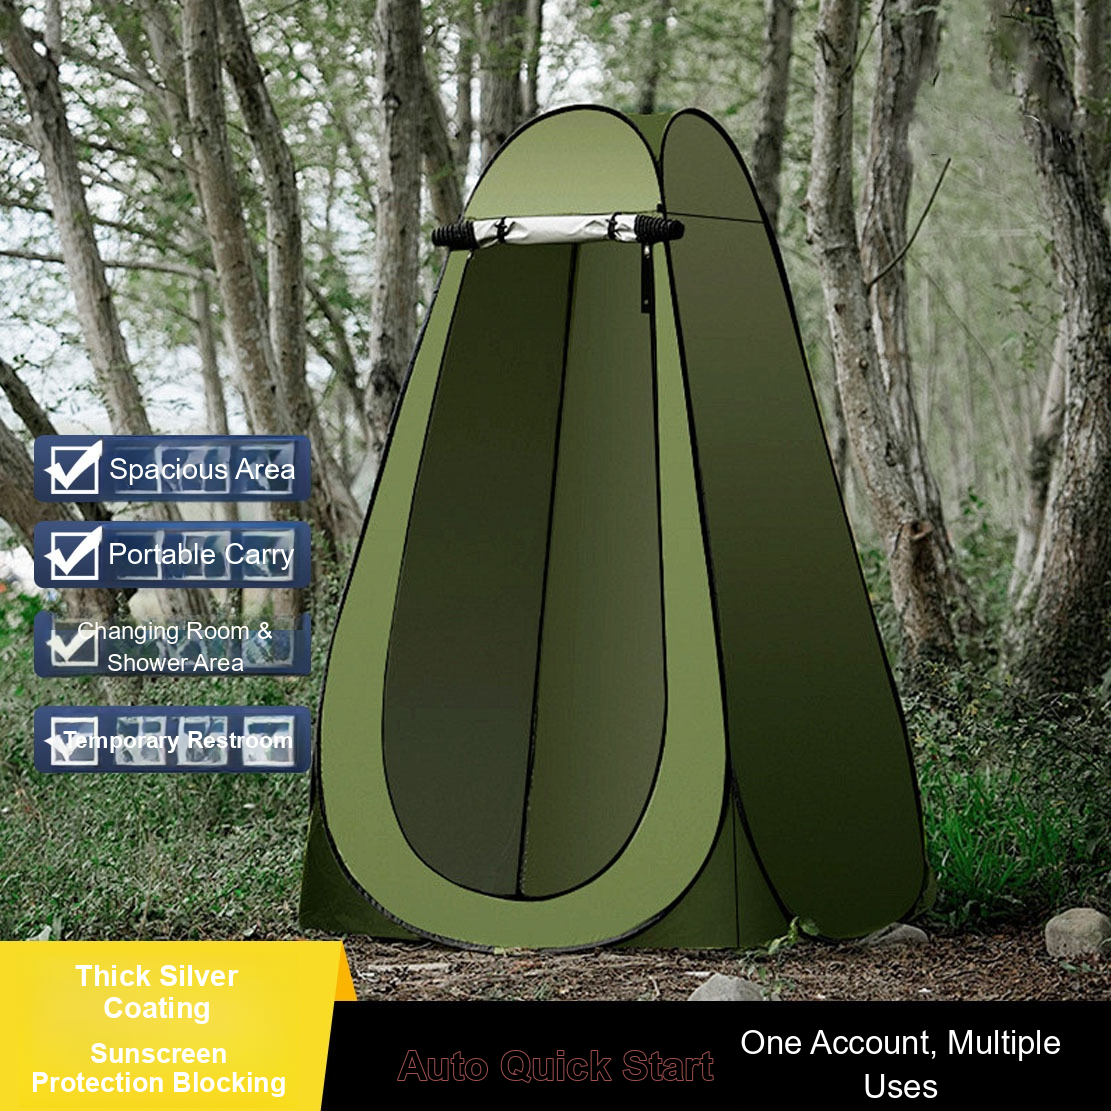 Spacious Area
Portable Carry
Changing Room &
Shower Area
Temporary Restroom
Thick Silver
Coating
Sunscreen
Protection Blocking
Auto Quick Start
One Account, Multiple
Uses